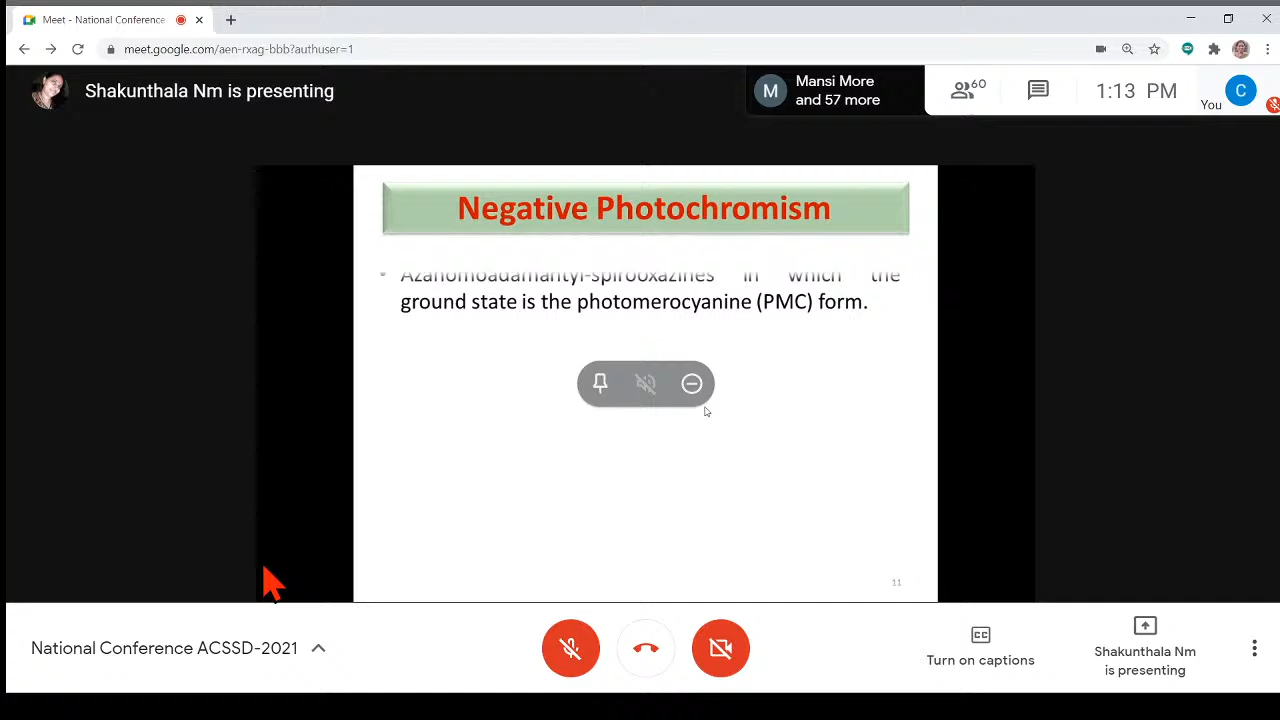 Meet - National Conference
meet.google.com/aen-rxag-bbb?authuser=1
Shakunthala Nm is presenting
M
Mansi More
and 57 more
60
1:13 PM
You
C
Negative Photochromism
• Azahomoadamantyl-spirooxazines in which the
ground state is the photomerocyanine (PMC) form.
11
National Conference ACSSD-2021
CC
Turn on captions
Shakunthala Nm
is presenting